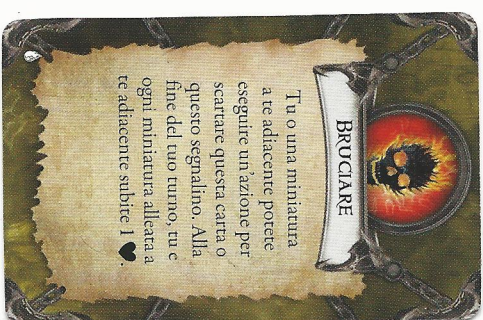 BRUCIARE
Tu o una miniatura
a te adiacente potete
eseguire un'azione per
scartare questa carta o
questo segnalino. Alla
fine del tuo turno, tu e
ogni miniatura alleata a
te adiacente subite 1 ♥.